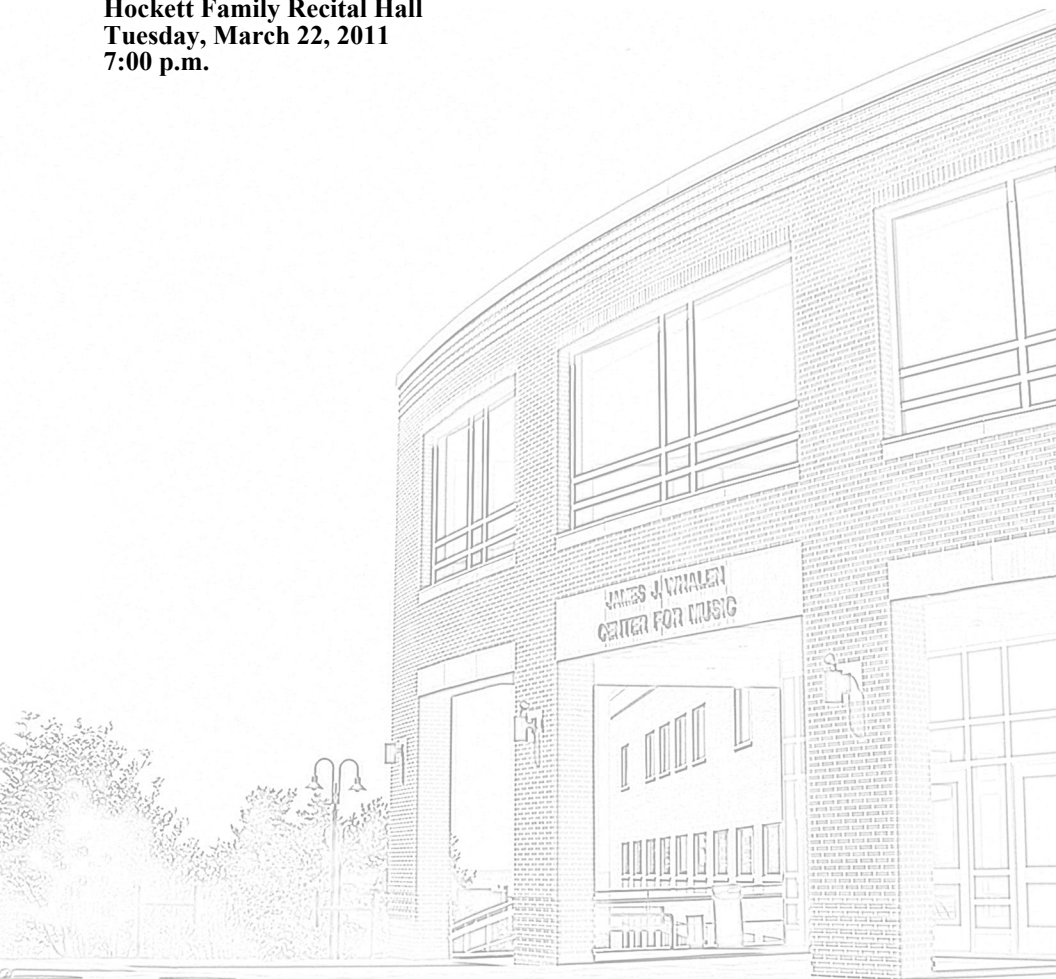 Hockett Family Recital Hall
Tuesday, March 22, 2011
7:00 p.m.
JAMES J. WHALEN
CENTER FOR MUSIC